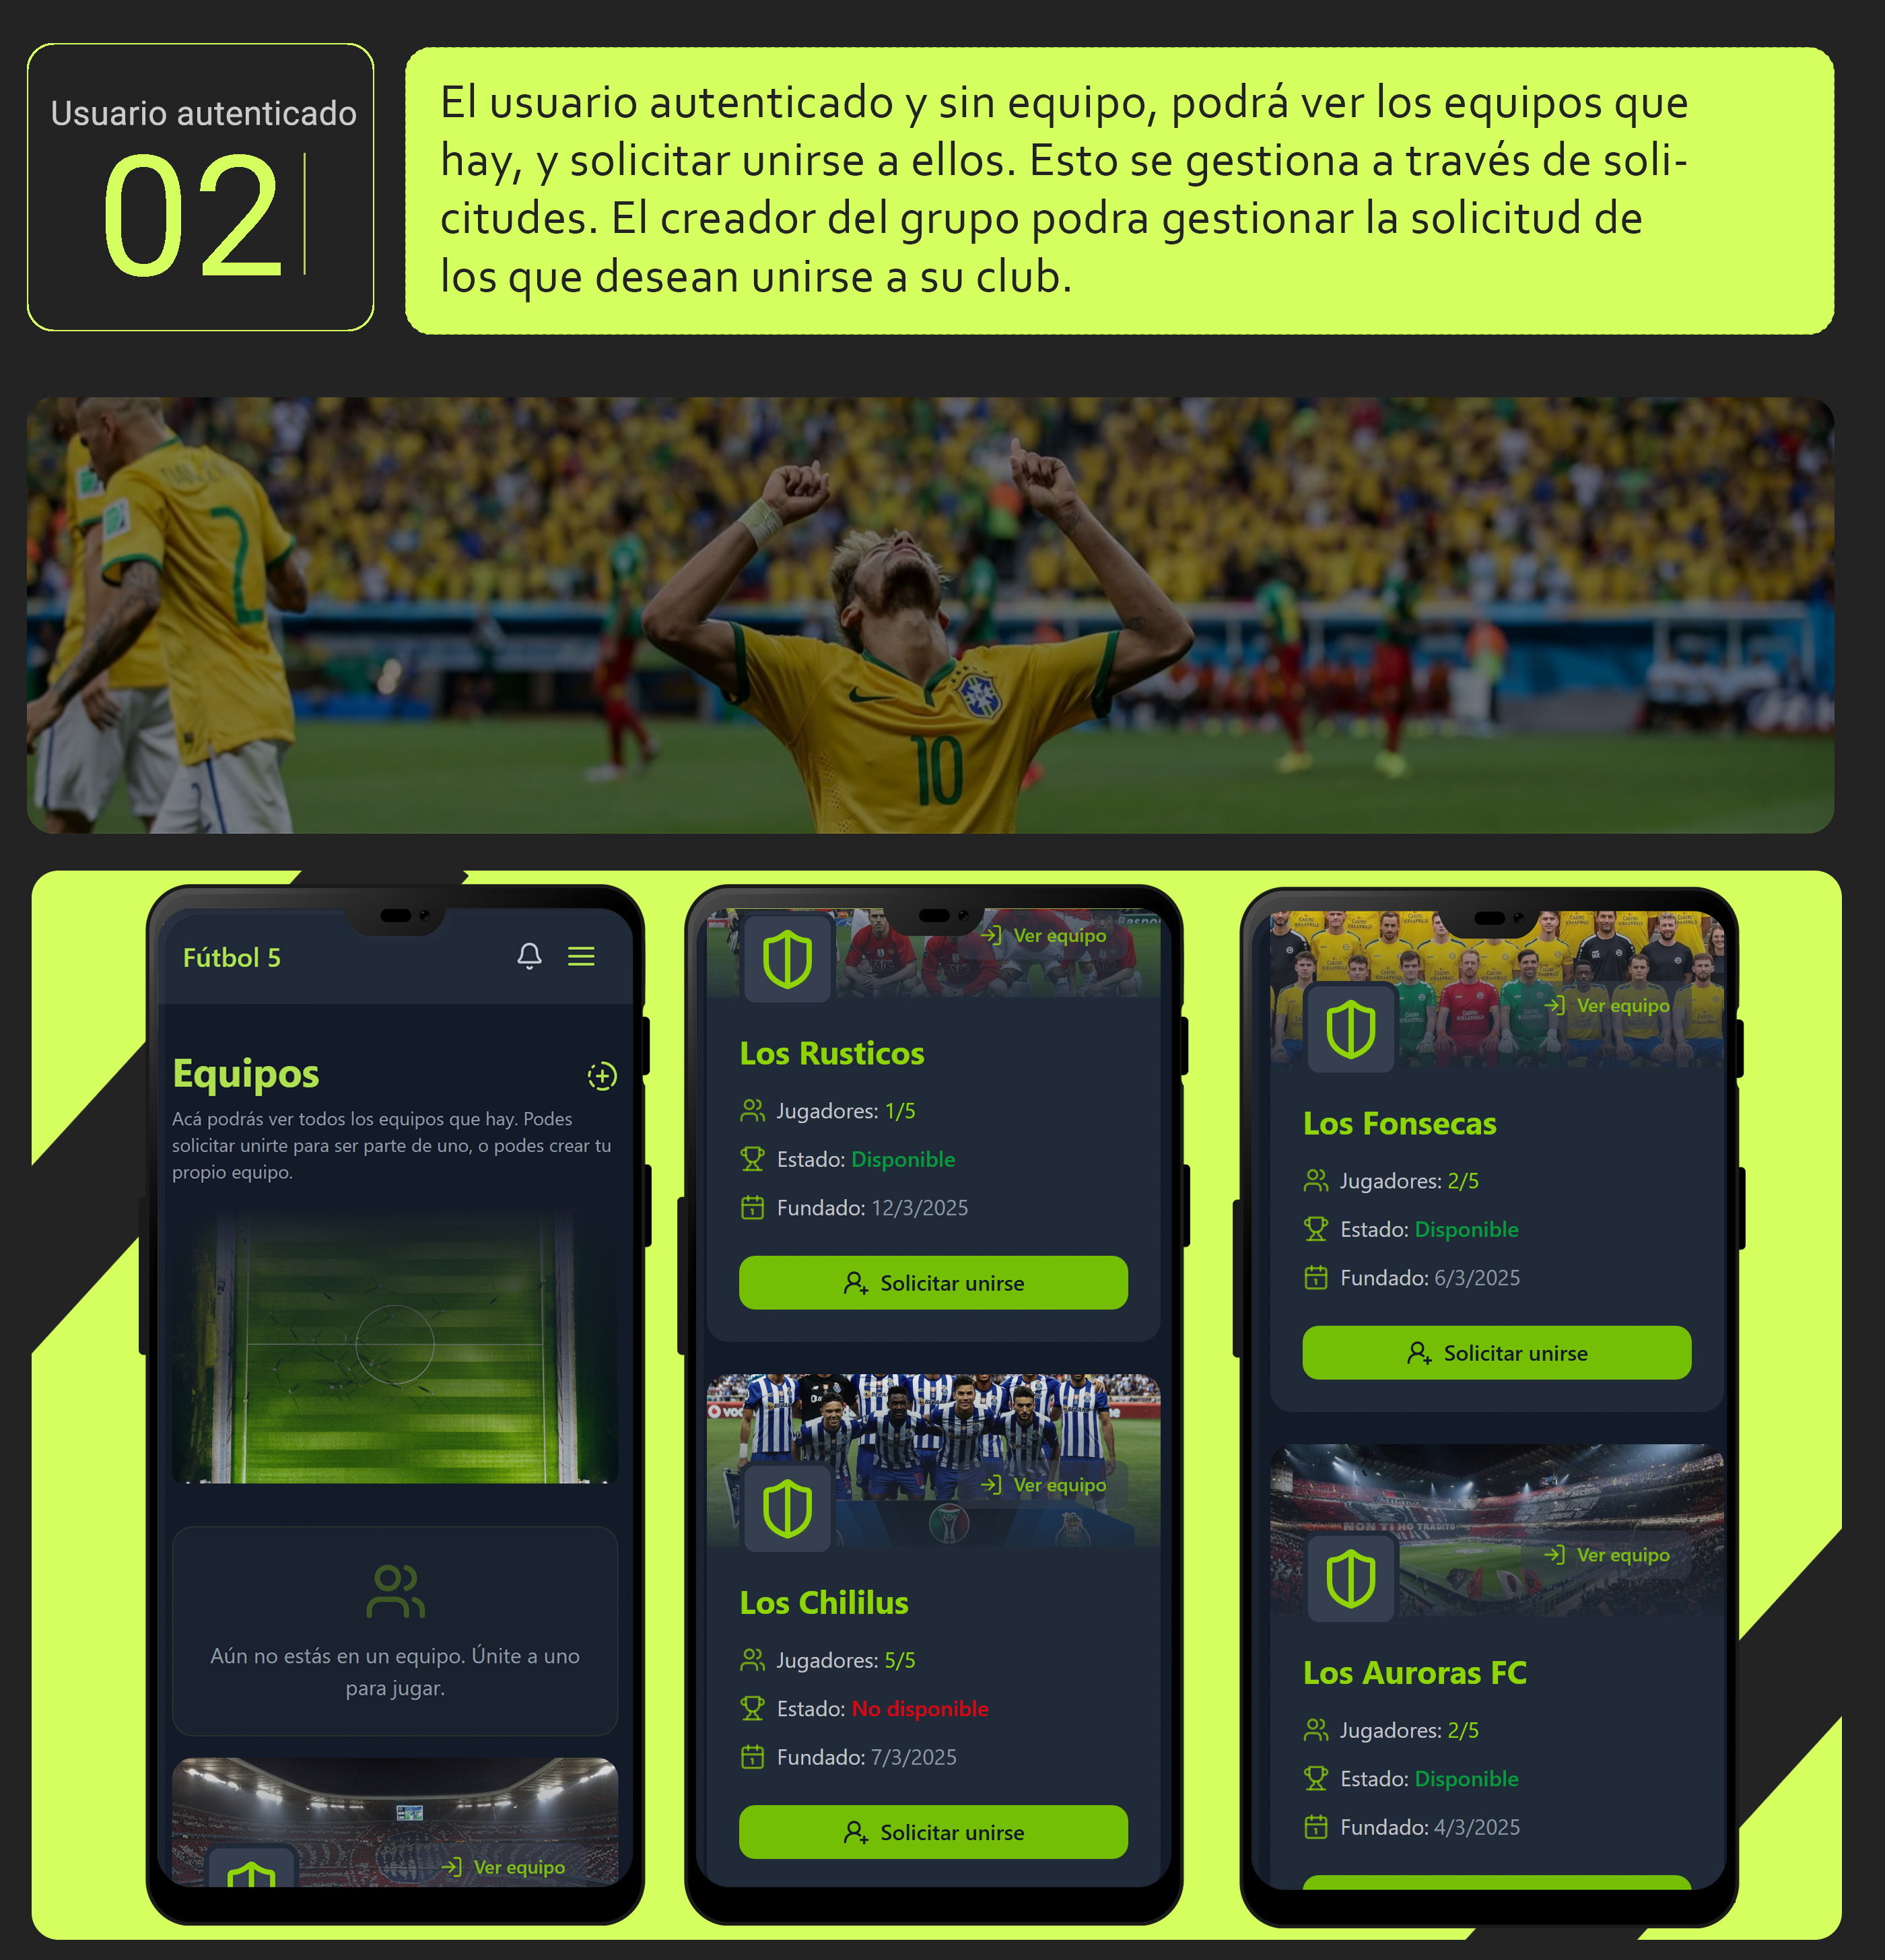 Usuario autenticado
02
El usuario autenticado y sin equipo, podrá ver los equipos que
hay, y solicitar unirse a ellos. Esto se gestiona a través de soli-
citudes. El creador del grupo podra gestionar la solicitud de
los que desean unirse a su club.
2
10
Fútbol 5
Equipos
Acá podrás ver todos los equipos que hay. Podes
solicitar unirte para ser parte de uno, o podes crear tu
propio equipo.
Aún no estás en un equipo. Únite a uno
para jugar.
Ver equipo
Ver equipo
Los Rusticos
Jugadores: 1/5
Estado: Disponible
Fundado: 12/3/2025
Solicitar unirse
Ver equipo
Los Chililus
Jugadores: 5/5
Estado: No disponible
Fundado: 7/3/2025
Solicitar unirse
Ver equipo
Los Fonsecas
Jugadores: 2/5
Estado: Disponible
Fundado: 6/3/2025
Solicitar unirse
NON TI HO TRADITO
Ver equipo
Los Auroras FC
Jugadores: 2/5
Estado: Disponible
Fundado: 4/3/2025